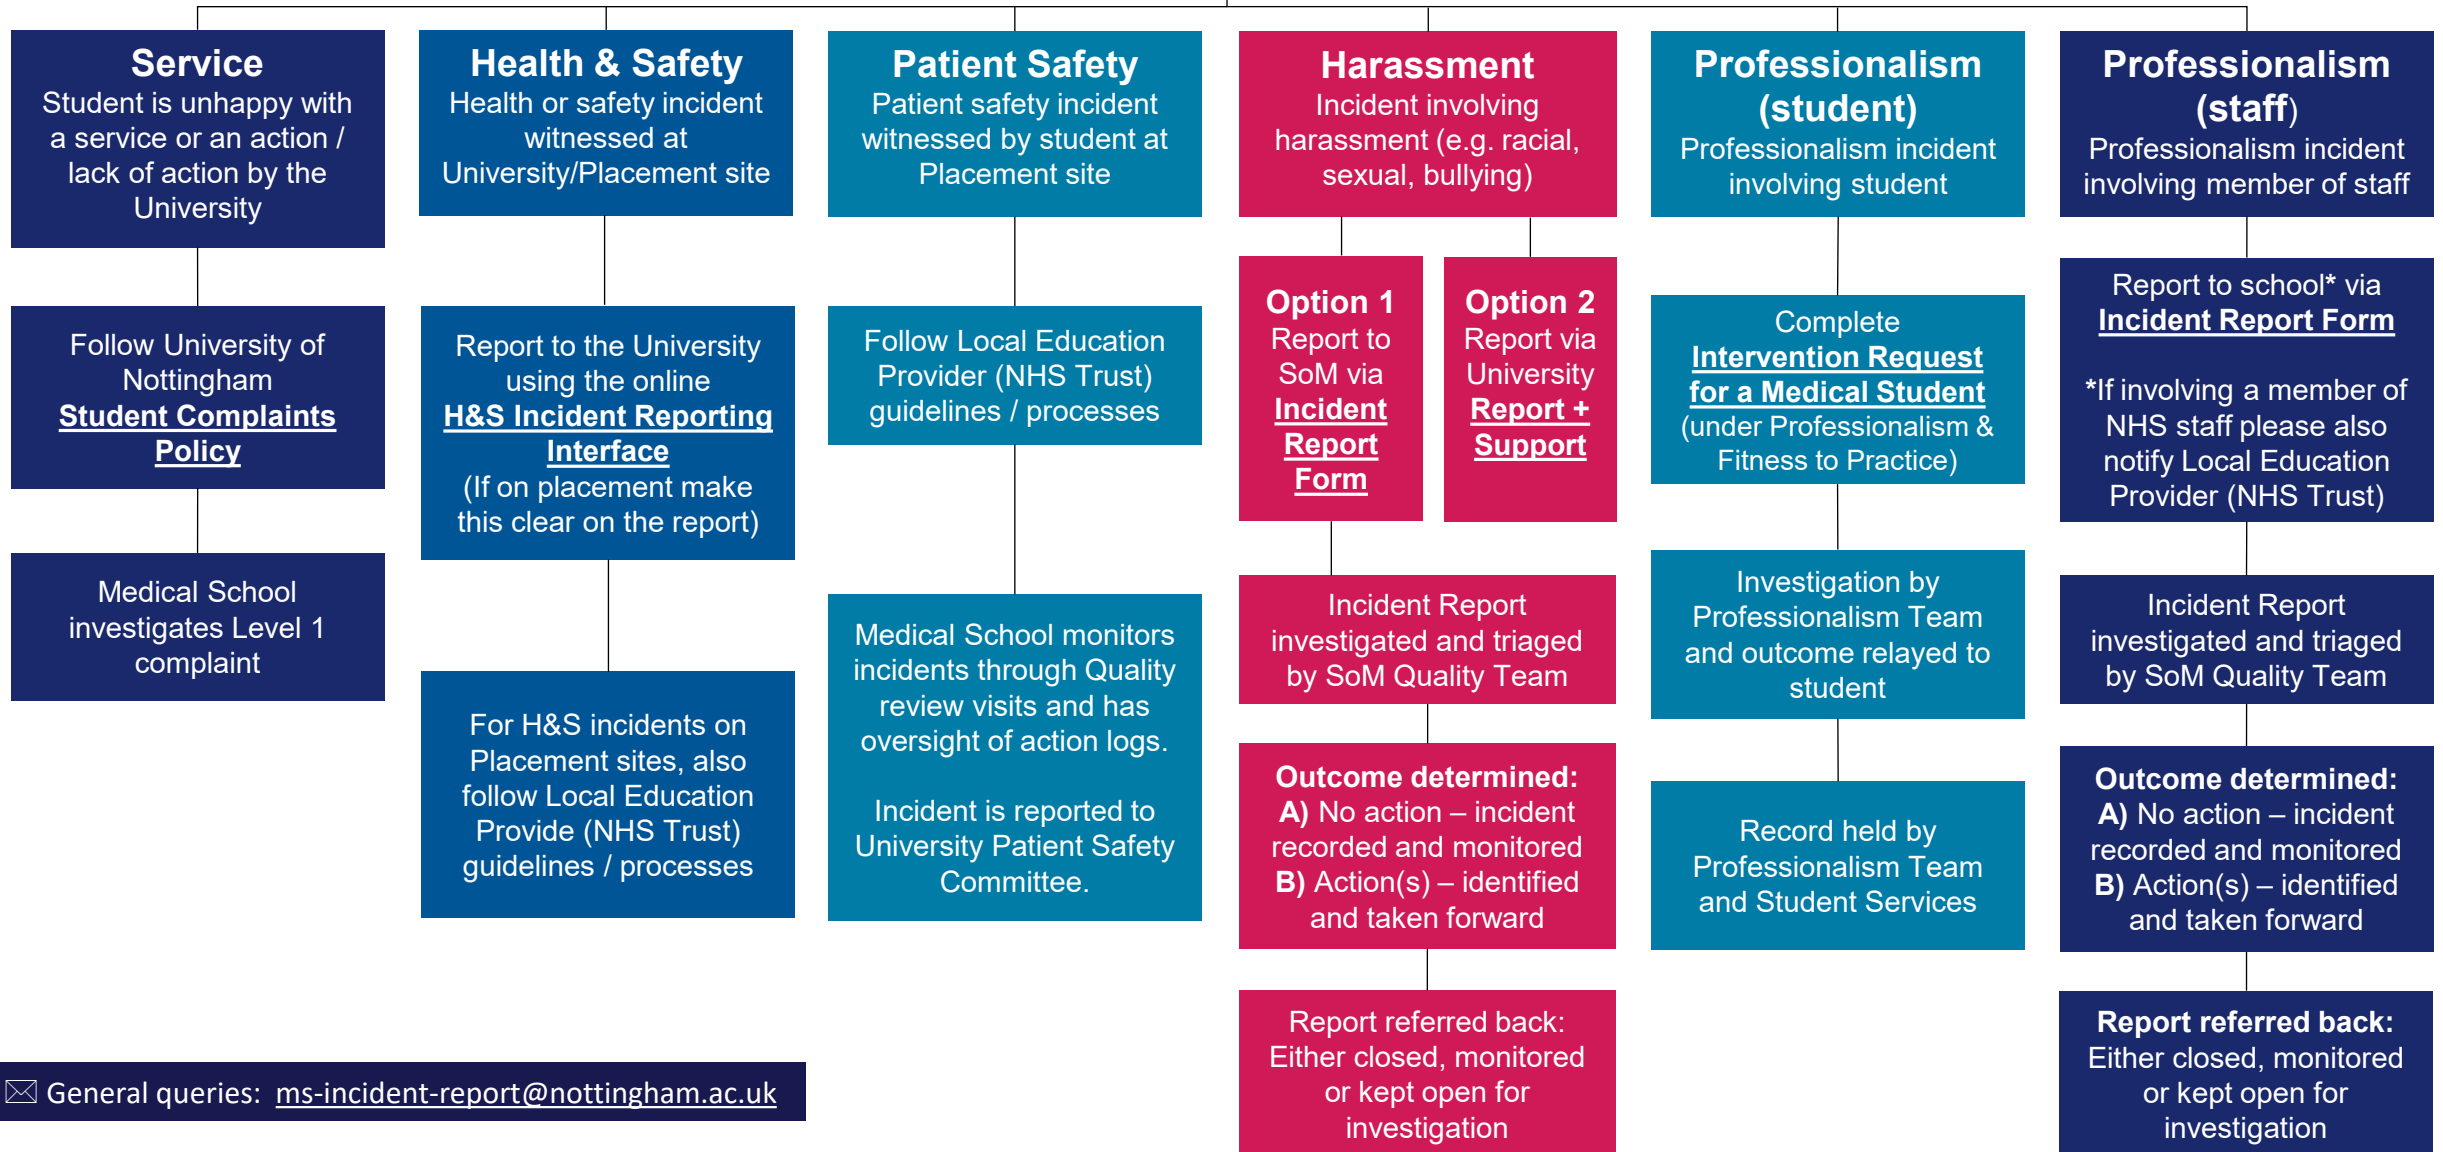 Service
Student is unhappy with
a service or an action /
lack of action by the
University
Follow University of
Nottingham
Student Complaints
Policy
Medical School
investigates Level 1
complaint
Health & Safety
Health or safety incident
witnessed at
University/Placement site
Report to the University
using the online
H&S Incident Reporting
Interface
(If on placement make
this clear on the report)
For H&S incidents on
Placement sites, also
follow Local Education
Provide (NHS Trust)
guidelines / processes
Patient Safety
Patient safety incident
witnessed by student at
Placement site
Follow Local Education
Provider (NHS Trust)
guidelines / processes
Medical School monitors
incidents through Quality
review visits and has
oversight of action logs.
Incident is reported to
University Patient Safety
Committee.
Harassment
Incident involving
harassment (e.g. racial,
sexual, bullying)
Option 1
Report to
SoM via
Incident
Report
Form
Option 2
Report via
University
Report +
Support
Incident Report
investigated and triaged
by SoM Quality Team
Outcome determined:
A) No action – incident
recorded and monitored
B) Action(s) – identified
and taken forward
Report referred back:
Either closed, monitored
or kept open for
investigation
Professionalism
(student)
Professionalism incident
involving student
Complete
Intervention Request
for a Medical Student
(under Professionalism &
Fitness to Practice)
Investigation by
Professionalism Team
and outcome relayed to
student
Record held by
Professionalism Team
and Student Services
Professionalism
(staff)
Professionalism incident
involving member of staff
Report to school* via
Incident Report Form
*If involving a member of
NHS staff please also
notify Local Education
Provider (NHS Trust)
Incident Report
investigated and triaged
by SoM Quality Team
Outcome determined:
A) No action – incident
recorded and monitored
B) Action(s) – identified
and taken forward
Report referred back:
Either closed, monitored
or kept open for
investigation
General queries: ms-incident-report@nottingham.ac.uk